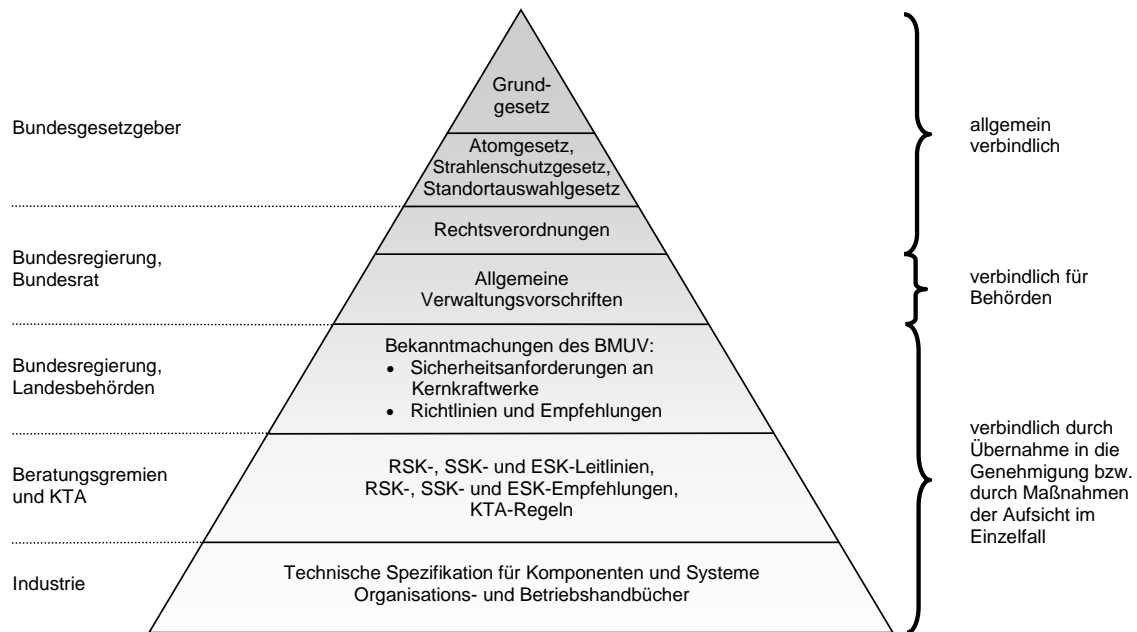 Bundesgesetzgeber
Bundesregierung,
Bundesrat
Bundesregierung,
Landesbehörden
Beratungsgremien
und KTA
Industrie
Grund-
gesetz
Atomgesetz,
Strahlenschutzgesetz,
Standortauswahlgesetz
Rechtsverordnungen
Allgemeine
Verwaltungsvorschriften
Bekanntmachungen des BMUV:
• Sicherheitsanforderungen an
Kernkraftwerke
• Richtlinien und Empfehlungen
RSK-, SSK- und ESK-Leitlinien,
RSK-, SSK- und ESK-Empfehlungen,
KTA-Regeln
Technische Spezifikation für Komponenten und Systeme
Organisations- und Betriebshandbücher
allgemein
verbindlich
verbindlich für
Behörden
verbindlich durch
Übernahme in die
Genehmigung bzw.
durch Maßnahmen
der Aufsicht im
Einzelfall